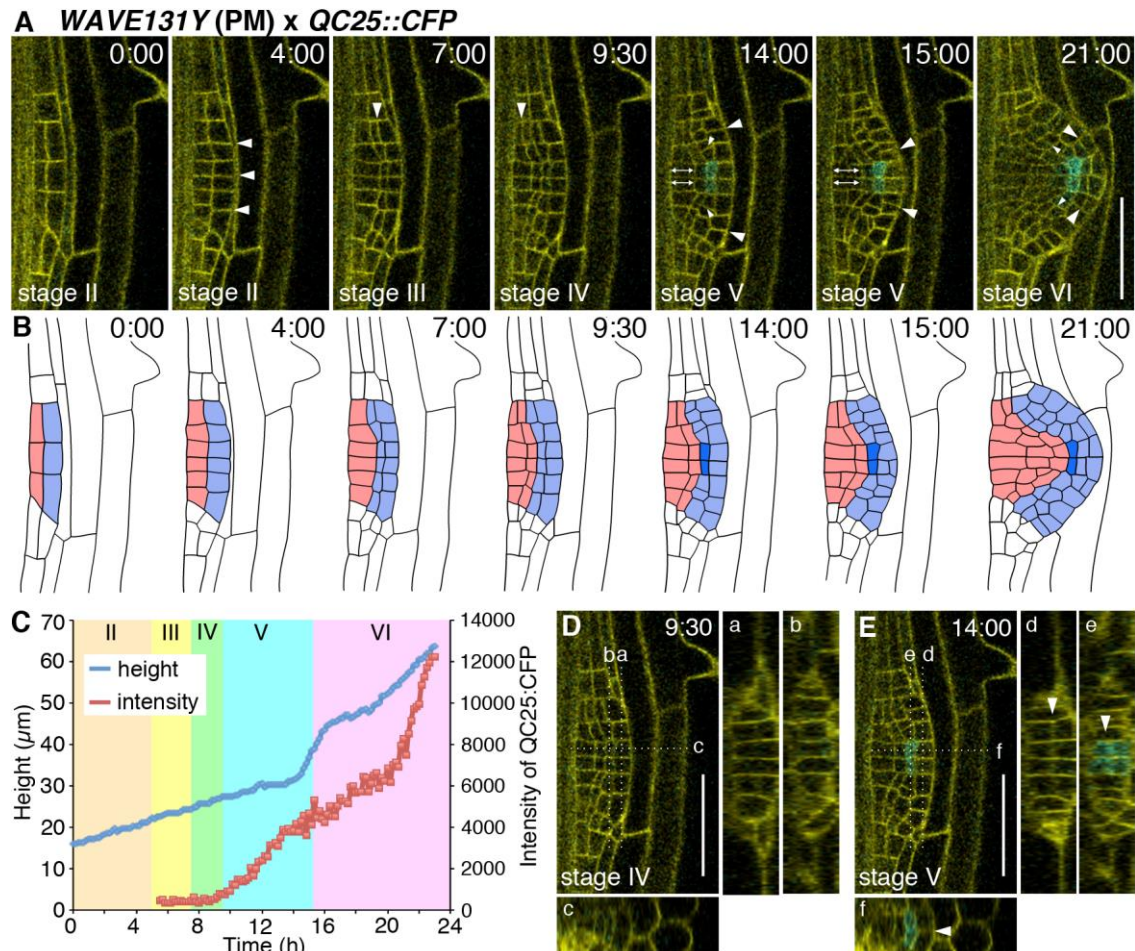 A WAVE131Y (PM) x QC25::CFP
0:00 4:00 7:00 9:30 14:00 15:00 21:00
stage II stage II stage III stage IV stage V stage V stage VI
B 0:00 4:00 7:00 9:30 14:00 15:00 21:00
C
70 14000
II III IV V VI
60 12000
height
50 10000
intensity
40 8000
30 6000
20 4000
10 2000
0 0
0 4 8 12 16 20 24
Height (µm)
Intensity of QC25:CFP
Time (h)
D 9:30
ba
c
stage IV
a b
c
E 14:00
e d
f
stage V
d e
f